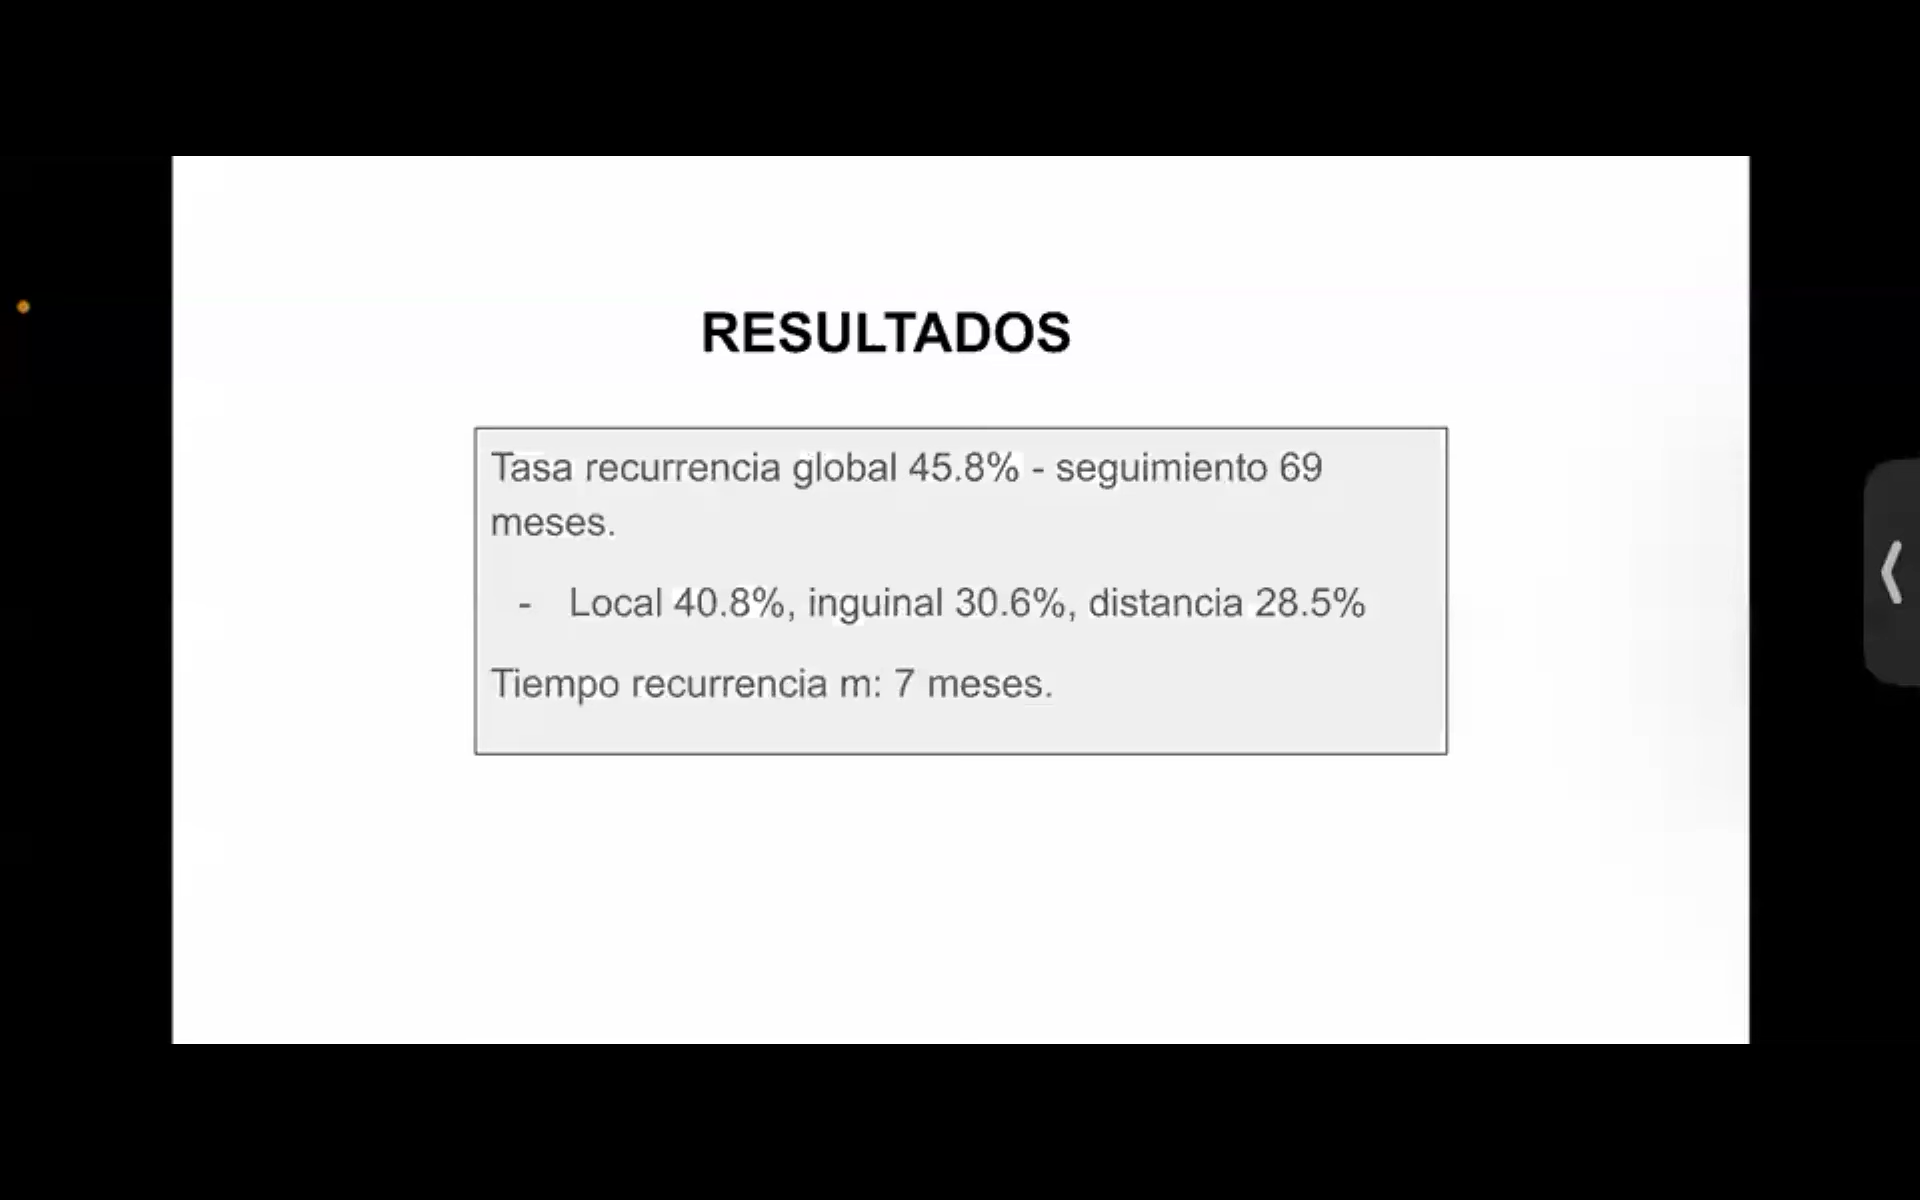 RESULTADOS
Tasa recurrencia global 45.8% - seguimiento 69
meses.
- Local 40.8%, inguinal 30.6%, distancia 28.5%
Tiempo recurrencia m: 7 meses.